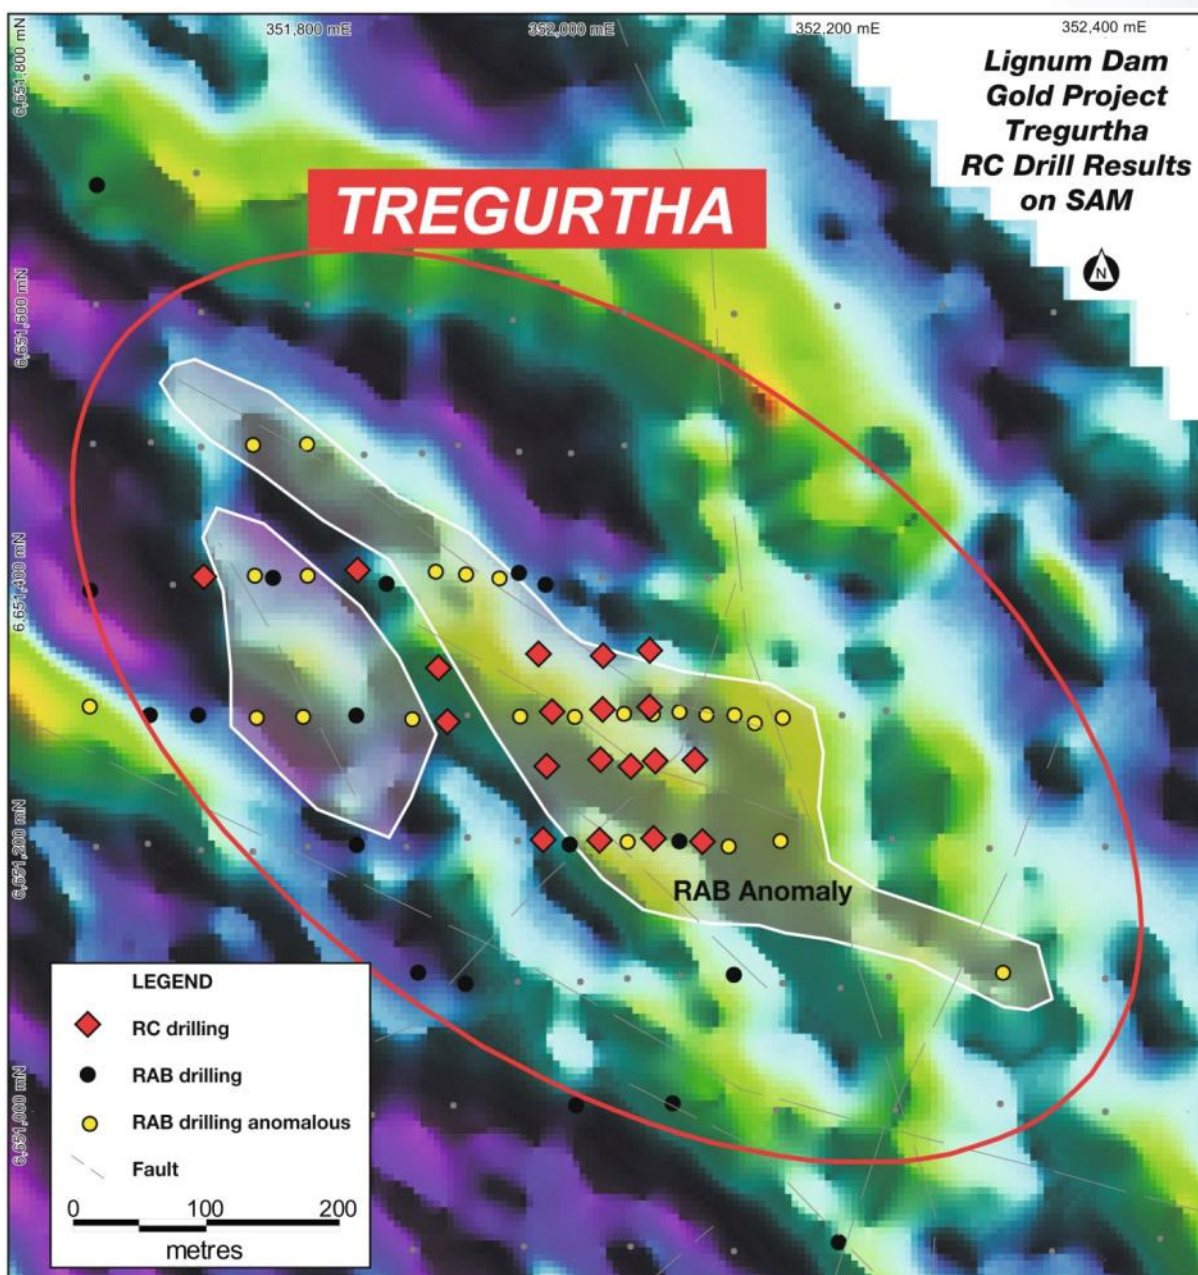 351,800 mE
352,000 mE
352,200 mE
352,400 mE
6,651,800 mN
6,651,600 mN
6,651,400 mN
6,651,200 mN
6,651,000 mN
Lignum Dam
Gold Project
Tregurtha
RC Drill Results
on SAM
N
TREGURTHA
RAB Anomaly
LEGEND
RC drilling
RAB drilling
RAB drilling anomalous
Fault
0 100 200
metres